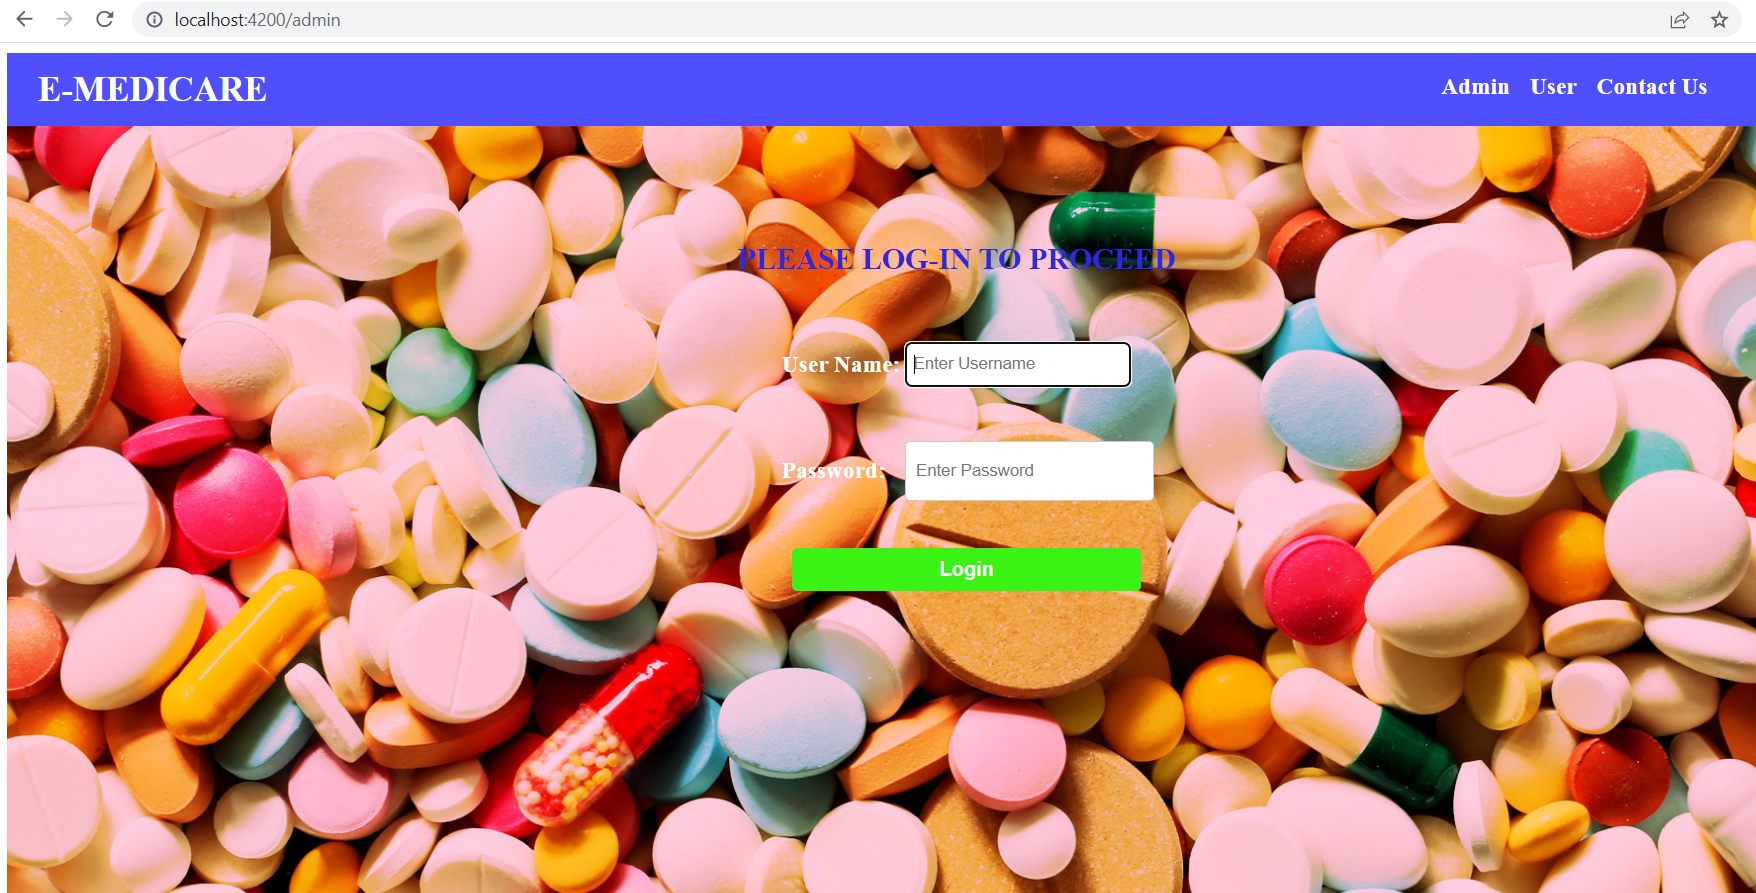 localhost:4200/admin
E-MEDICARE
Admin User Contact Us
PLEASE LOG-IN TO PROCEED
User Name: Enter Username
Password: Enter Password
Login